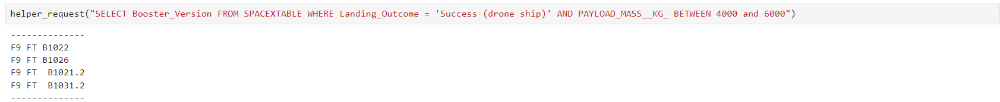 helper_request("SELECT Booster_Version FROM SPACEXTABLE WHERE Landing_Outcome = 'Success (drone ship)' AND PAYLOAD_MASS__KG_ BETWEEN 4000 and 6000")
--------------
F9 FT B1022
F9 FT B1026
F9 FT  B1021.2
F9 FT  B1031.2
--------------